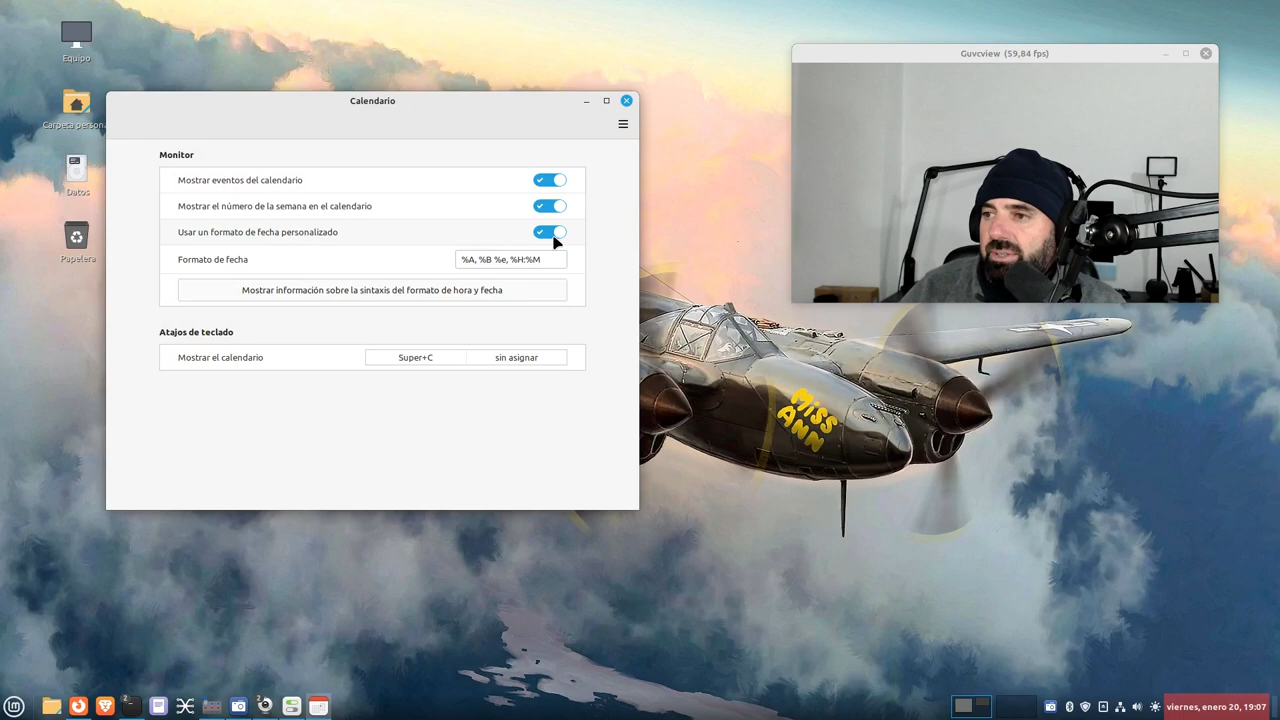 Equipo
Carpeta person...
Datos
Papelera
Calendario
Monitor
Mostrar eventos del calendario
Mostrar el número de la semana en el calendario
Usar un formato de fecha personalizado
Formato de fecha
%A, %B %e, %H:%M
Mostrar información sobre la sintaxis del formato de hora y fecha
Atajos de teclado
Mostrar el calendario
Super+C
sin asignar
Guvcview (59,84 fps)
MISS
ANN
viernes, enero 20, 19:07